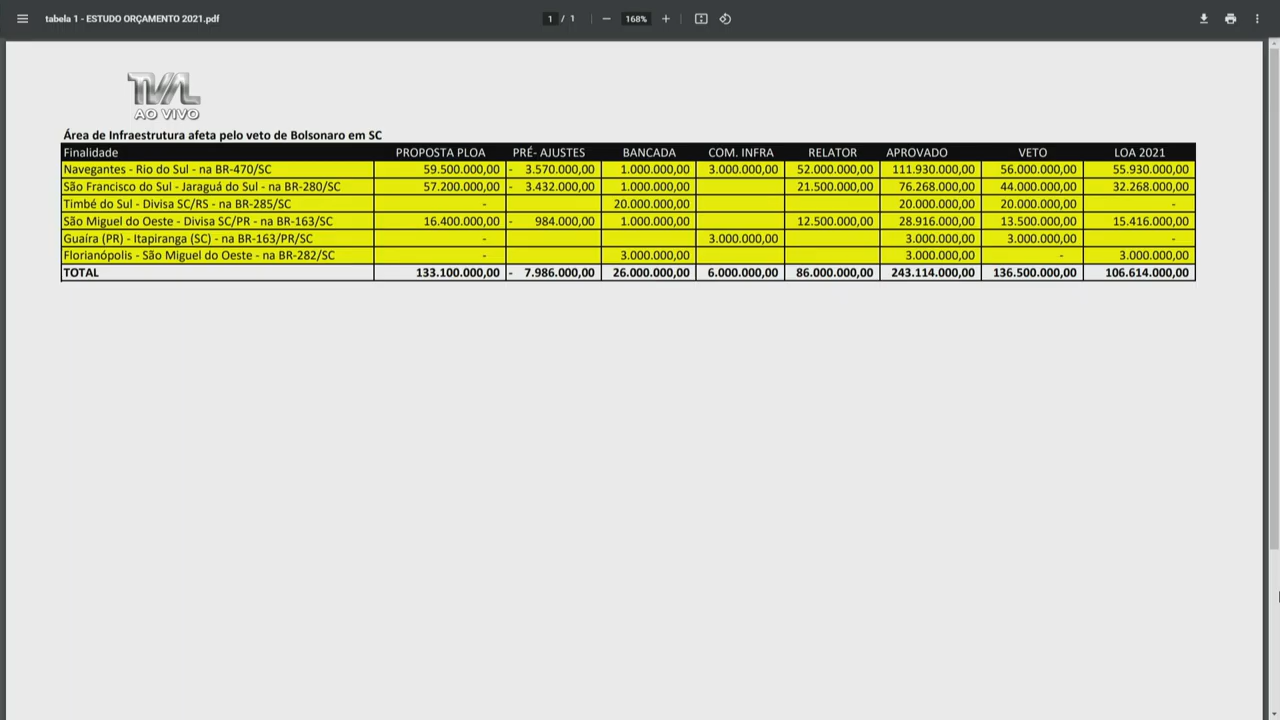 tabela 1 - ESTUDO ORÇAMENTO 2021.pdf 1 / 1 168%
TVAL
AO VIVO
Área de Infraestrutura afeta pelo veto de Bolsonaro em SC
Finalidade PROPOSTA PLOA PRÉ- AJUSTES BANCADA COM. INFRA RELATOR APROVADO VETO LOA 2021
Navegantes - Rio do Sul - na BR-470/SC 59.500.000,00 - 3.570.000,00 1.000.000,00 3.000.000,00 52.000.000,00 111.930.000,00 56.000.000,00 55.930.000,00
São Francisco do Sul - Jaraguá do Sul - na BR-280/SC 57.200.000,00 - 3.432.000,00 1.000.000,00 21.500.000,00 76.268.000,00 44.000.000,00 32.268.000,00
Timbé do Sul - Divisa SC/RS - na BR-285/SC - 20.000.000,00 20.000.000,00 20.000.000,00 -
São Miguel do Oeste - Divisa SC/PR - na BR-163/SC 16.400.000,00 - 984.000,00 1.000.000,00 12.500.000,00 28.916.000,00 13.500.000,00 15.416.000,00
Guaíra (PR) - Itapiranga (SC) - na BR-163/PR/SC - 3.000.000,00 3.000.000,00 3.000.000,00 -
Florianópolis - São Miguel do Oeste - na BR-282/SC - 3.000.000,00 3.000.000,00 - 3.000.000,00
TOTAL 133.100.000,00 - 7.986.000,00 26.000.000,00 6.000.000,00 86.000.000,00 243.114.000,00 136.500.000,00 106.614.000,00